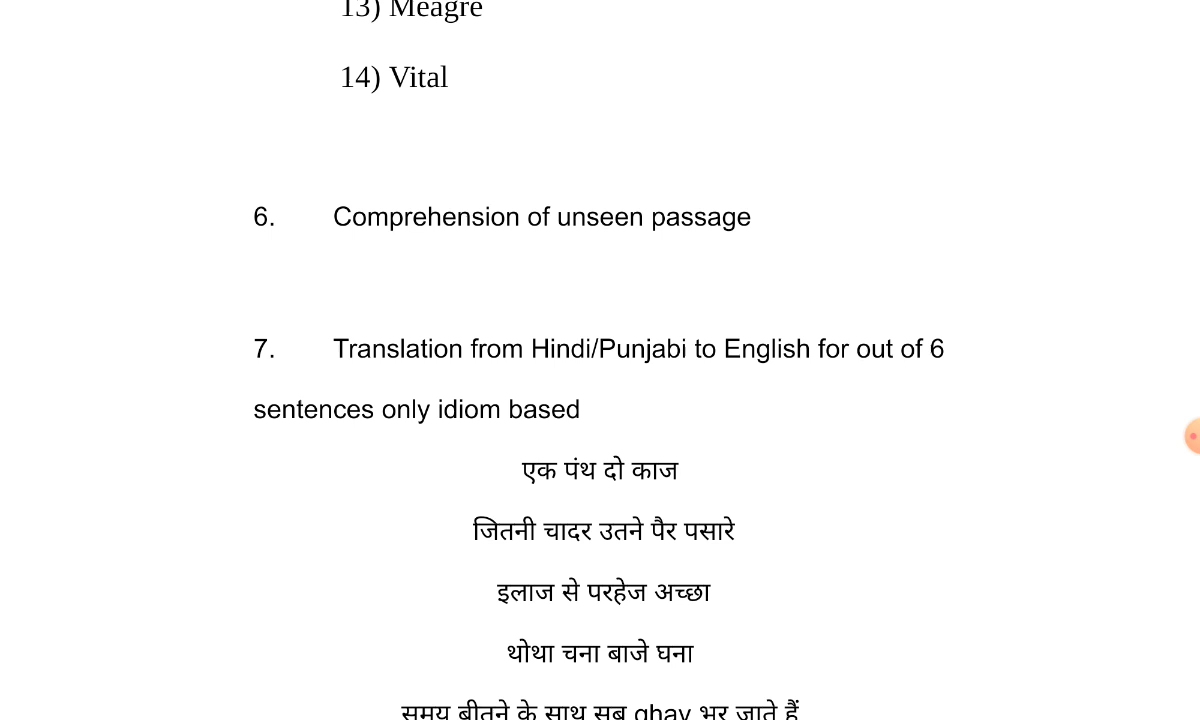 13) Meagre
14) Vital
6. Comprehension of unseen passage
7. Translation from Hindi/Punjabi to English for out of 6
sentences only idiom based
एक पंथ दो काज
जितनी चादर उतने पैर पसारे
इलाज से परहेज अच्छा
थोथा चना बाजे घना
समय बीतने के साथ सब ghav भर जाते हैं